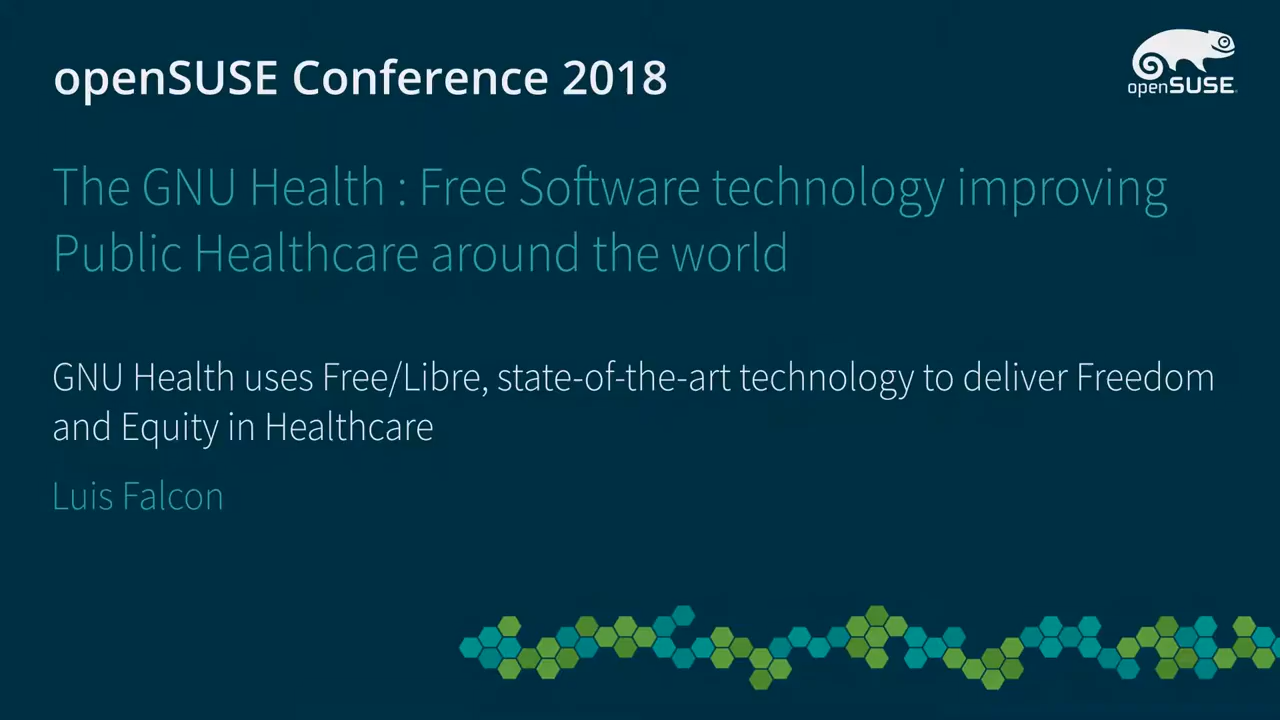 openSUSE Conference 2018
openSUSE
The GNU Health : Free Software technology improving
Public Healthcare around the world
GNU Health uses Free/Libre, state-of-the-art technology to deliver Freedom
and Equity in Healthcare
Luis Falcon